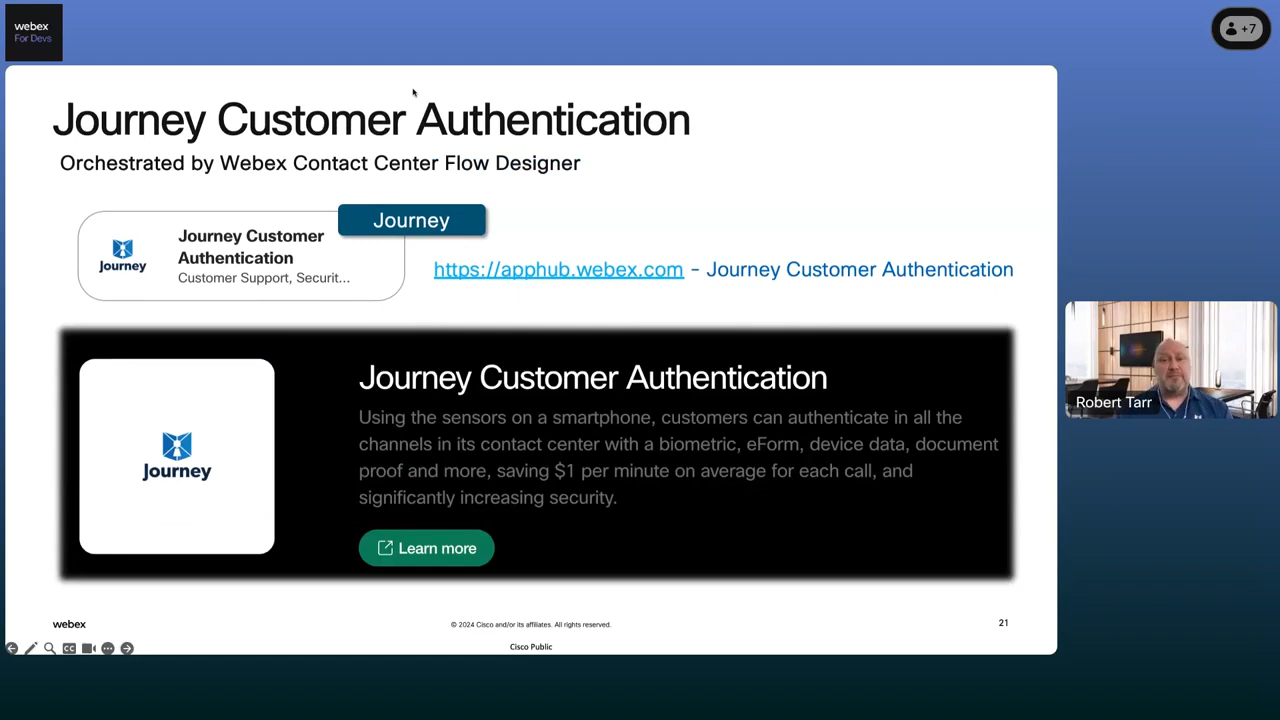 webex
For Devs
+7
Journey Customer Authentication
Orchestrated by Webex Contact Center Flow Designer
Journey
Journey Customer
Authentication
Customer Support, Securit...
Journey
https://apphub.webex.com - Journey Customer Authentication
Journey Customer Authentication
Using the sensors on a smartphone, customers can authenticate in all the
channels in its contact center with a biometric, eForm, device data, document
proof and more, saving $1 per minute on average for each call, and
significantly increasing security.
Journey
Learn more
Robert Tarr
webex
© 2024 Cisco and/or its affiliates. All rights reserved.
21
Cisco Public
CC